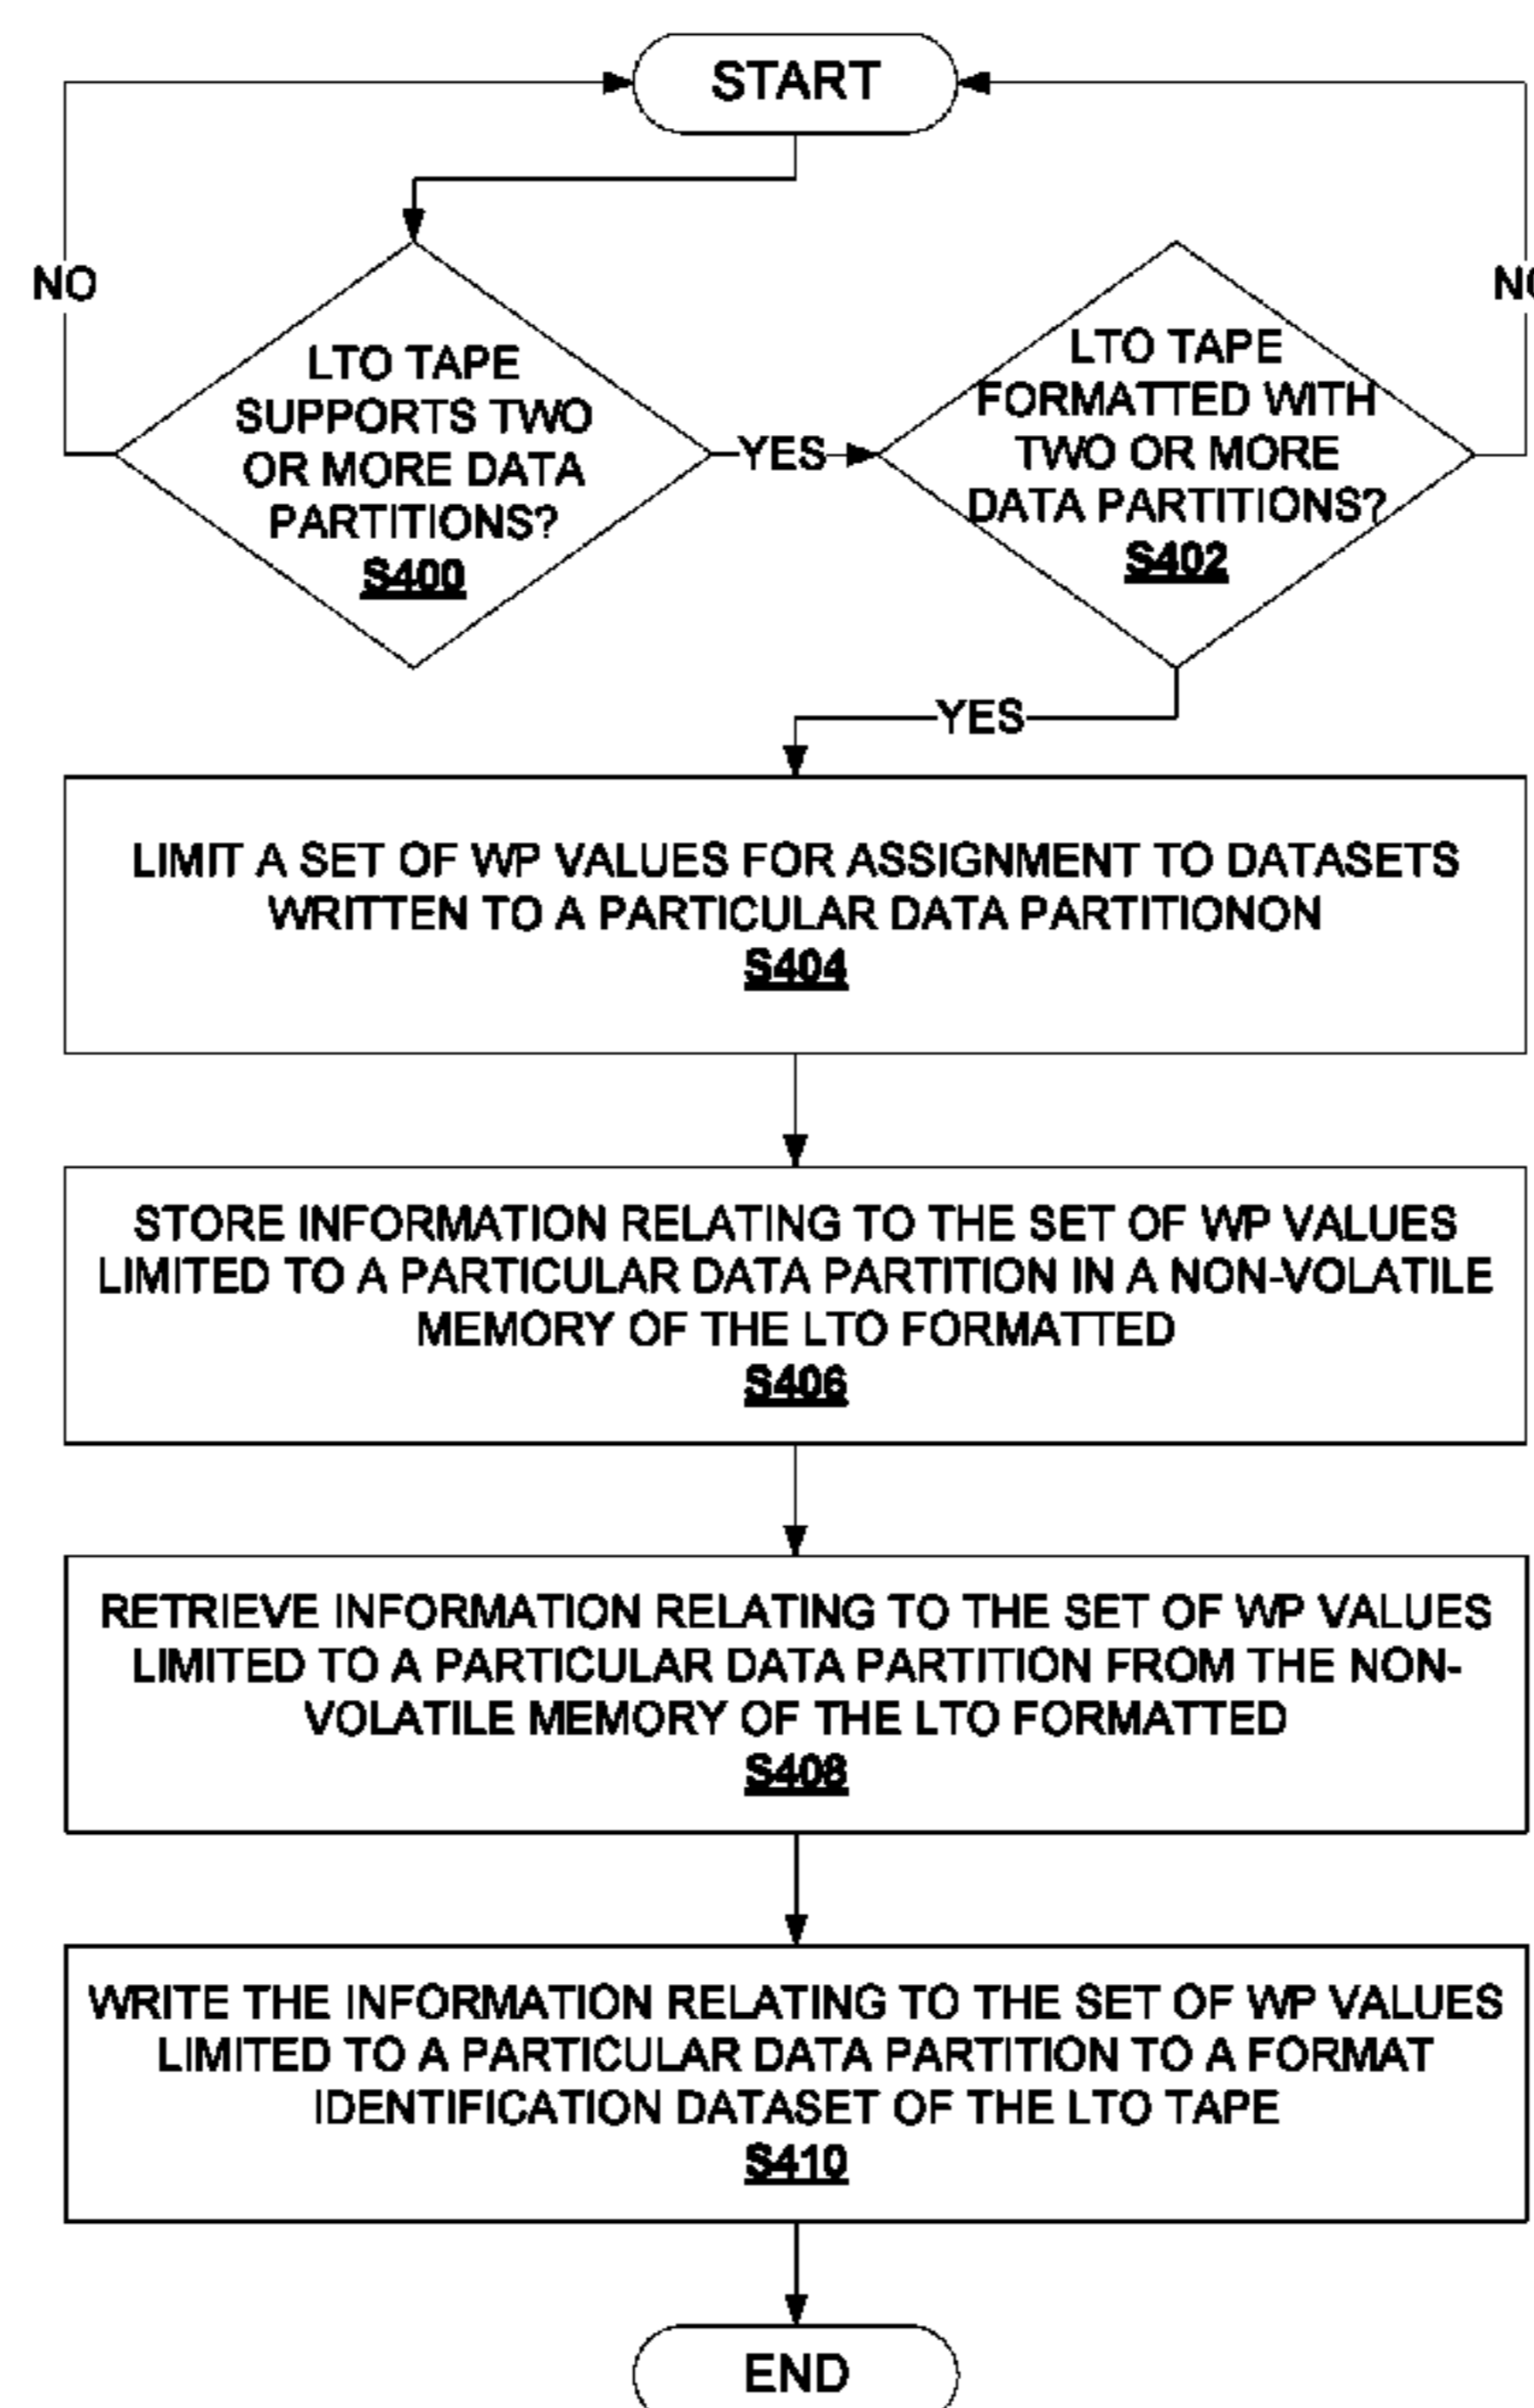 START
NO
LTO TAPE
SUPPORTS TWO
OR MORE DATA
PARTITIONS?
S400
YES
LTO TAPE
FORMATTED WITH
TWO OR MORE
DATA PARTITIONS?
S402
NO
YES
LIMIT A SET OF WP VALUES FOR ASSIGNMENT TO DATASETS
WRITTEN TO A PARTICULAR DATA PARTITIONON
S404
STORE INFORMATION RELATING TO THE SET OF WP VALUES
LIMITED TO A PARTICULAR DATA PARTITION IN A NON-VOLATILE
MEMORY OF THE LTO FORMATTED
S406
RETRIEVE INFORMATION RELATING TO THE SET OF WP VALUES
LIMITED TO A PARTICULAR DATA PARTITION FROM THE NON-
VOLATILE MEMORY OF THE LTO FORMATTED
S408
WRITE THE INFORMATION RELATING TO THE SET OF WP VALUES
LIMITED TO A PARTICULAR DATA PARTITION TO A FORMAT
IDENTIFICATION DATASET OF THE LTO TAPE
S410
END